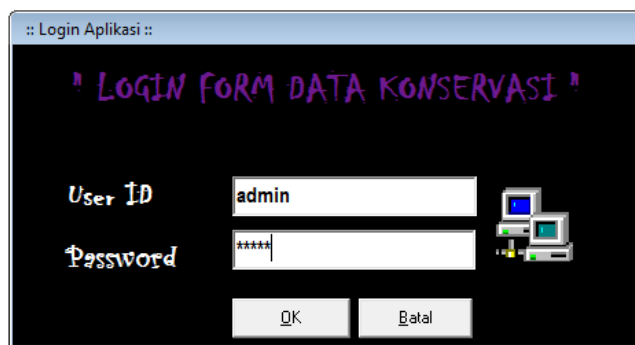 :: Login Aplikasi ::
" LOGIN FORM DATA KONSERVASI "
User ID admin
Password *****
OK Batal